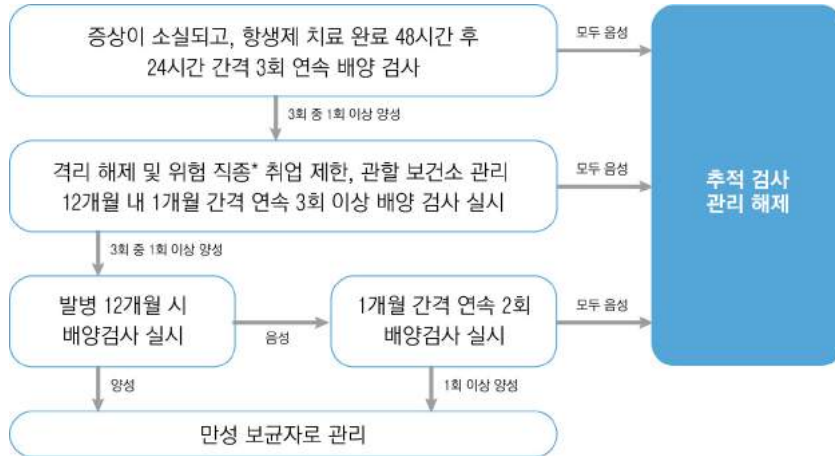 증상이 소실되고, 항생제 치료 완료 48시간 후
24시간 간격 3회 연속 배양 검사
모두 음성
3회 중 1회 이상 양성
격리 해제 및 위험 직종* 취업 제한, 관할 보건소 관리
12개월 내 1개월 간격 연속 3회 이상 배양 검사 실시
모두 음성
추적 검사
관리 해제
3회 중 1회 이상 양성
발병 12개월 시
배양검사 실시
음성
1개월 간격 연속 2회
배양검사 실시
모두 음성
양성
1회 이상 양성
만성 보균자로 관리